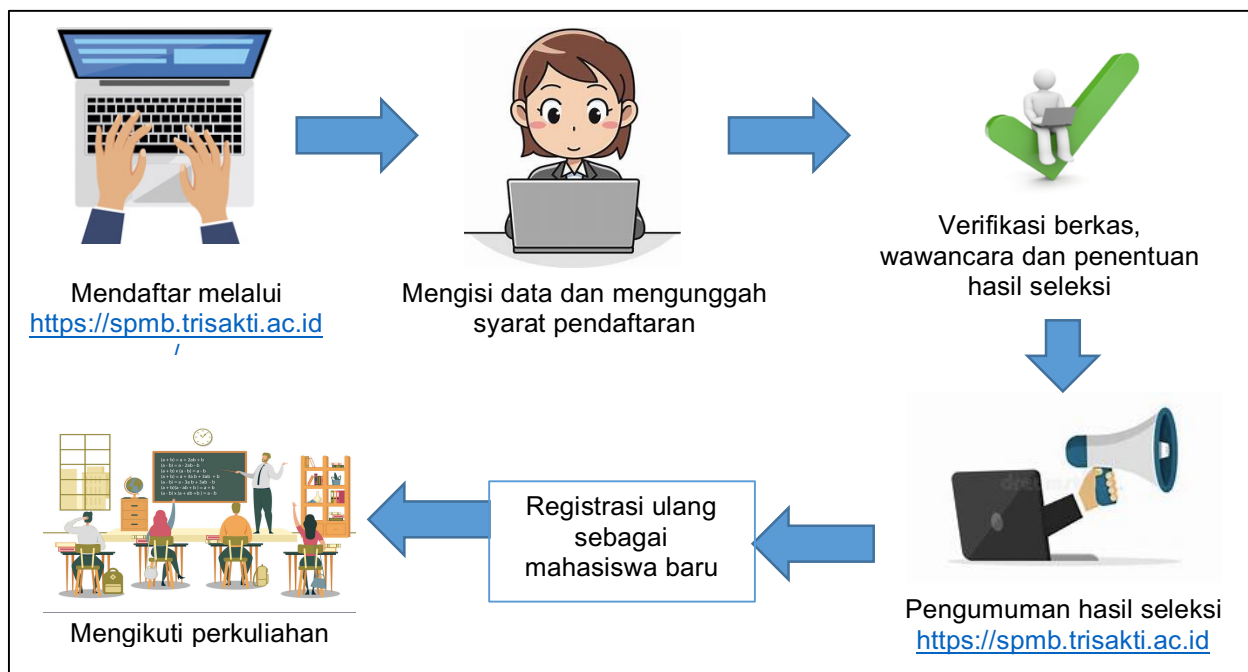 Mendaftar melalui
https://spmb.trisakti.ac.id
/
Mengisi data dan mengunggah
syarat pendaftaran
Verifikasi berkas,
wawancara dan penentuan
hasil seleksi
Pengumuman hasil seleksi
https://spmb.trisakti.ac.id
Registrasi ulang
sebagai
mahasiswa baru
Mengikuti perkuliahan